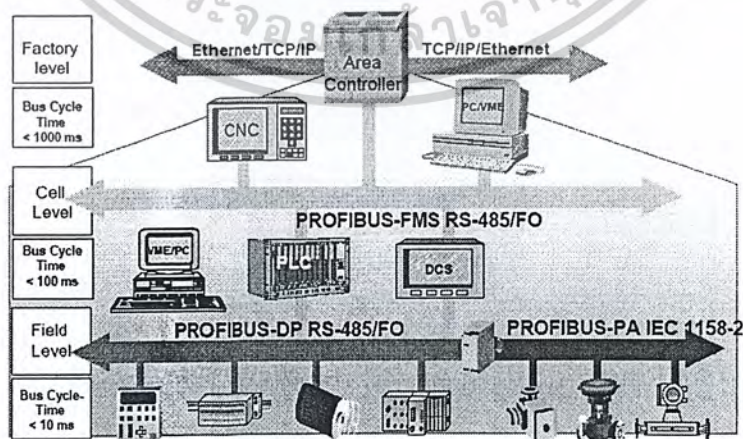 Ethernet/TCP/IP
TCP/IP/Ethernet
Factory
level
Area
Controller
Bus Cycle
Time
< 1000 ms
CNC
PC/VME
Cell
Level
PROFIBUS-FMS RS-485/FO
Bus Cycle
Time
< 100 ms
VME/PC
PLC
DCS
Field
Level
PROFIBUS-DP RS-485/FO
PROFIBUS-PA IEC 1158-2
Bus Cycle-
Time
< 10 ms